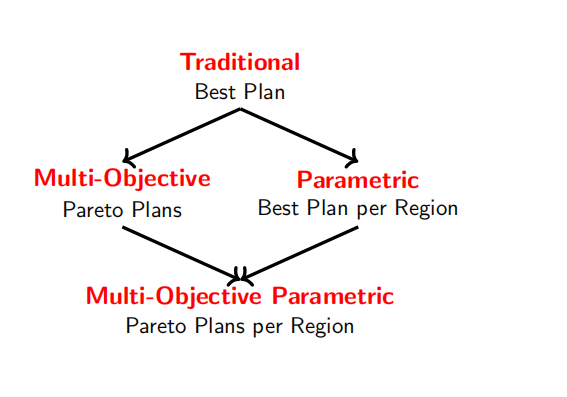 Traditional
Best Plan
Multi-Objective
Pareto Plans
Parametric
Best Plan per Region
Multi-Objective Parametric
Pareto Plans per Region